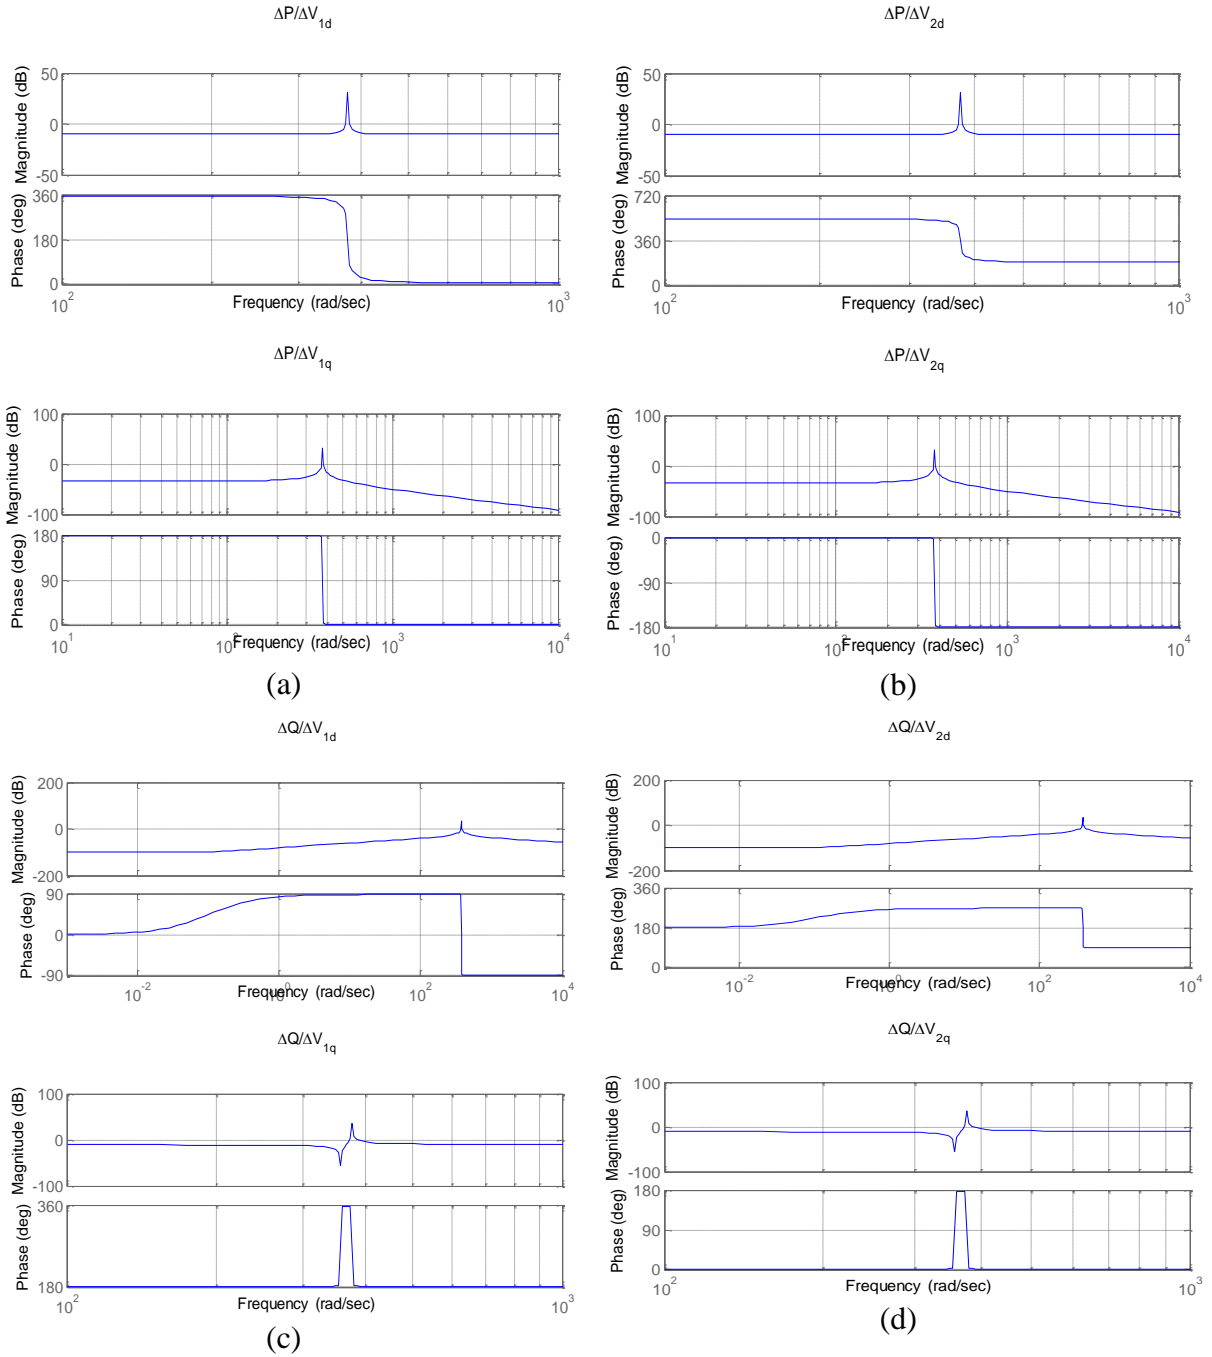 ΔP/ΔV1d
Magnitude (dB)
50
0
-50
Phase (deg)
360
180
0
10^2
10^3
Frequency (rad/sec)
ΔP/ΔV2d
Magnitude (dB)
50
0
-50
Phase (deg)
720
360
0
10^2
10^3
Frequency (rad/sec)
ΔP/ΔV1q
Magnitude (dB)
100
0
-100
Phase (deg)
180
90
0
10^1
10^2
10^3
10^4
Frequency (rad/sec)
(a)
ΔP/ΔV2q
Magnitude (dB)
100
0
-100
Phase (deg)
0
-90
-180
10^1
10^2
10^3
10^4
Frequency (rad/sec)
(b)
ΔQ/ΔV1d
Magnitude (dB)
200
0
-200
Phase (deg)
90
0
-90
10^-2
10^0
10^2
10^4
Frequency (rad/sec)
ΔQ/ΔV2d
Magnitude (dB)
200
0
-200
Phase (deg)
360
180
0
10^-2
10^0
10^2
10^4
Frequency (rad/sec)
ΔQ/ΔV1q
Magnitude (dB)
100
0
-100
Phase (deg)
360
180
10^2
10^3
Frequency (rad/sec)
(c)
ΔQ/ΔV2q
Magnitude (dB)
100
0
-100
Phase (deg)
180
90
0
10^2
10^3
Frequency (rad/sec)
(d)